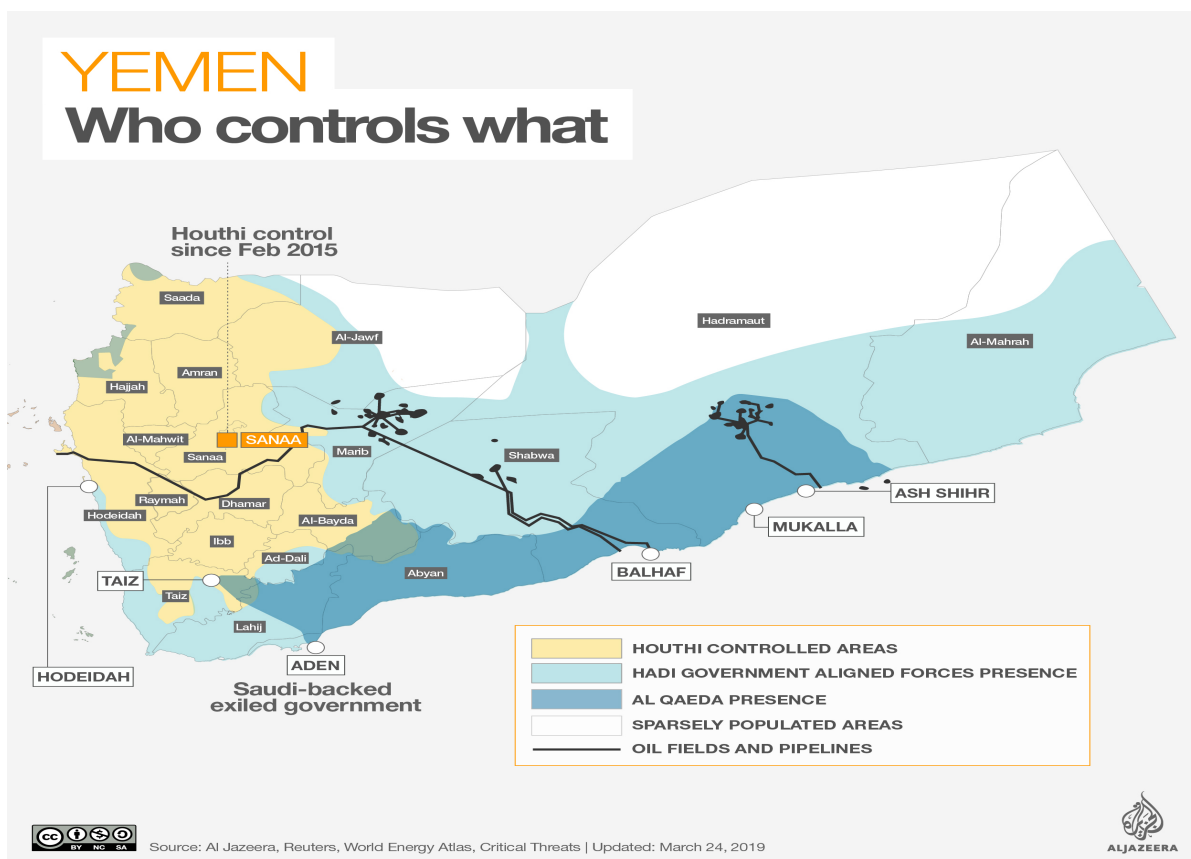 YEMEN
Who controls what
Houthi control
since Feb 2015
Saada
Al-Jawf
Hadramaut
Al-Mahrah
Amran
Hajjah
Al-Mahwit
SANAA
Sanaa
Marib
Shabwa
Raymah
Dhamar
Hodeidah
Al-Bayda
ASH SHIHR
MUKALLA
Ibb
Ad-Dali
Abyan
BALHAF
TAIZ
Taiz
Lahij
ADEN
HODEIDAH
Saudi-backed
exiled government
HOUTHI CONTROLLED AREAS
HADI GOVERNMENT ALIGNED FORCES PRESENCE
AL QAEDA PRESENCE
SPARSELY POPULATED AREAS
OIL FIELDS AND PIPELINES
cc
BY NC SA
Source: Al Jazeera, Reuters, World Energy Atlas, Critical Threats | Updated: March 24, 2019
ALJAZEERA